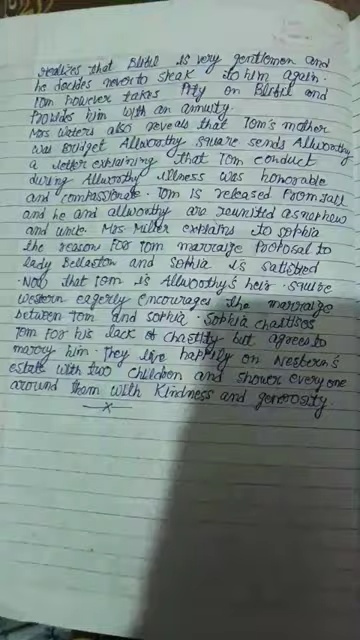 realizes that Blifil is very gentlemen and
he decides never to speak to him again.
Tom however takes Pity on Blifil and
Provides him with an annuity.
Mrs Waters also reveals that Tom's mother
was Bridget Allworthy square sends Allworthy
a letter explaining that Tom conduct
during Allworthy illness was honorable
and compassionate. Tom is released from Jail
and he and allworthy are reunited as nephew
and uncle. Mrs Miller explains to sophia
the reason for tom marraize Proposal to
lady Bellaston and Sophia is satisfied
Now that Tom is Allworthy's heir. squire
Western eagerly encourages the marraize
between Tom and sophia. Sophia chastises
Tom for his lack of chastity but agrees to
marry him. They live happily on Western's
estate with two children and shower everyone
around them with Kindness and generosity.
x